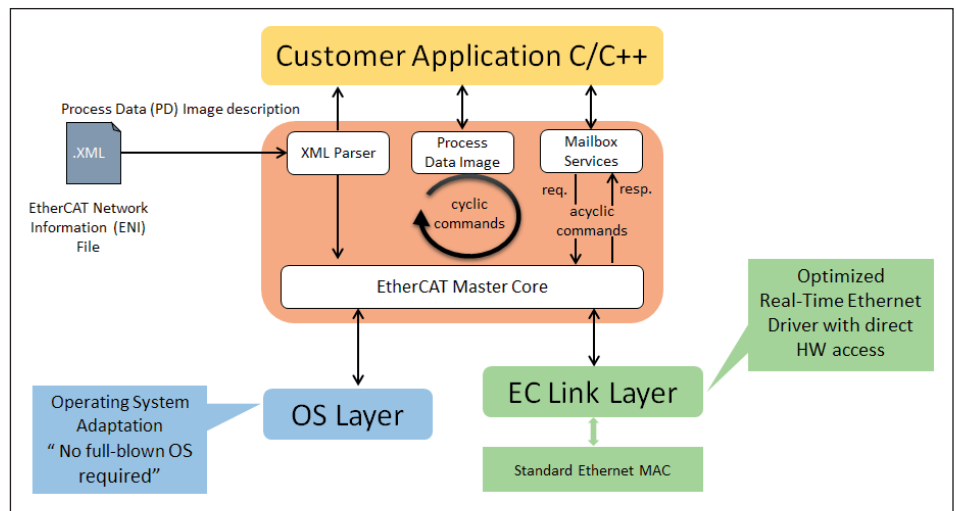 Customer Application C/C++
Process Data (PD) Image description
.XML
EtherCAT Network
Information (ENI)
File
XML Parser
Process
Data Image
Mailbox
Services
req.
resp.
cyclic
commands
acyclic
commands
EtherCAT Master Core
Optimized
Real-Time Ethernet
Driver with direct
HW access
Operating System
Adaptation
“ No full-blown OS
required”
OS Layer
EC Link Layer
Standard Ethernet MAC